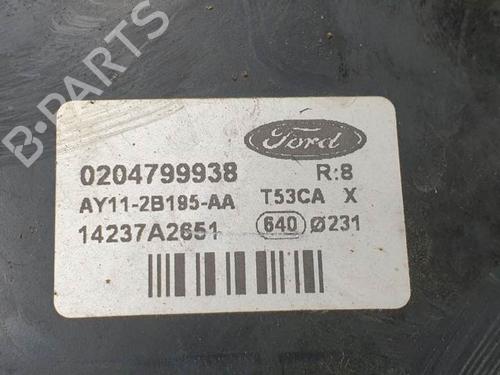 B-PARTS
Ford
0204799938 R:8
AY11-2B195-AA T53CA X
14237A2651 640 Ø231